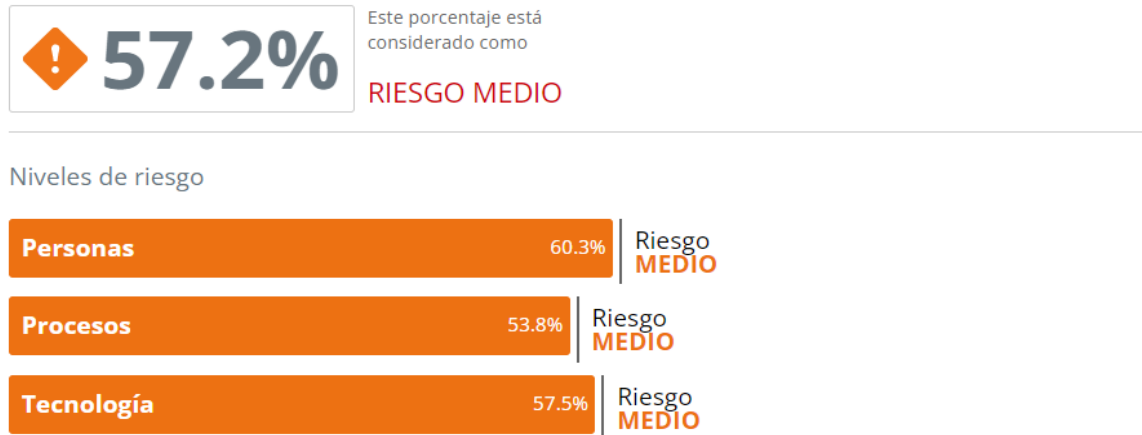 57.2%
Este porcentaje está
considerado como
RIESGO MEDIO
Niveles de riesgo
Personas 60.3% Riesgo
MEDIO
Procesos 53.8% Riesgo
MEDIO
Tecnología 57.5% Riesgo
MEDIO